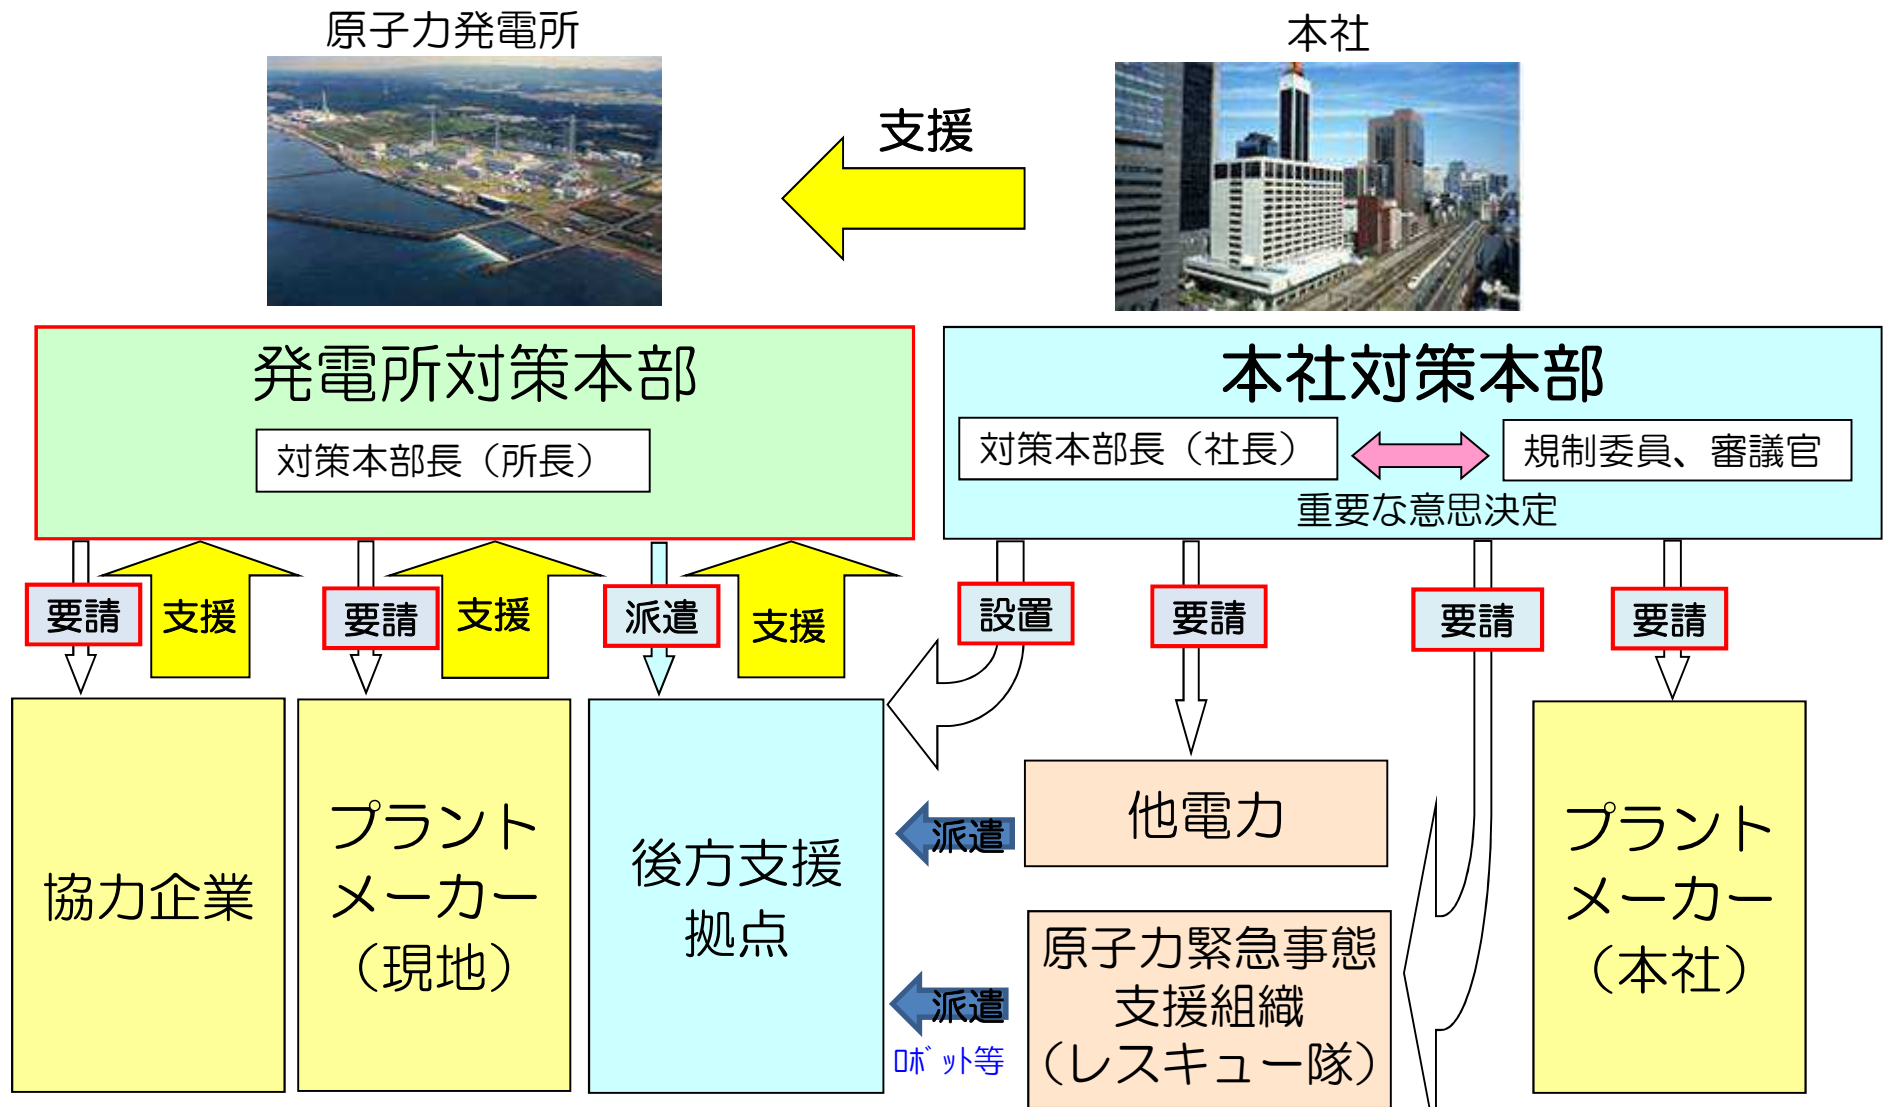 原子力発電所
本社
支援
発電所対策本部
対策本部長（所長）
本社対策本部
対策本部長（社長）
規制委員、審議官
重要な意思決定
要請
支援
要請
支援
派遣
支援
設置
要請
要請
要請
協力企業
プラント
メーカー
（現地）
後方支援
拠点
派遣
他電力
派遣
ﾛﾎﾞｯﾄ等
原子力緊急事態
支援組織
（レスキュー隊）
プラント
メーカー
（本社）